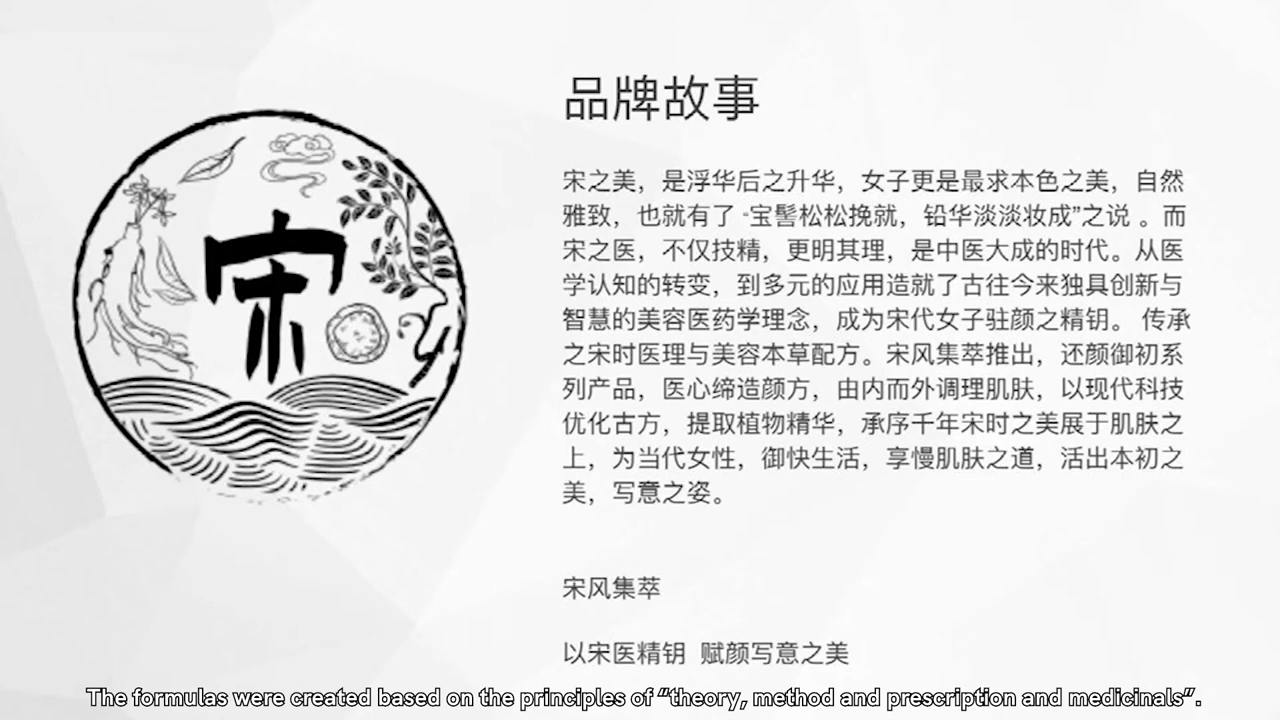 宋
品牌故事
宋之美，是浮华后之升华，女子更是最求本色之美，自然
雅致，也就有了“宝髻松松挽就，铅华淡淡妆成”之说 。而
宋之医，不仅技精，更明其理，是中医大成的时代。从医
学认知的转变，到多元的应用造就了古往今来独具创新与
智慧的美容医药学理念，成为宋代女子驻颜之精钥。 传承
之宋时医理与美容本草配方。宋风集萃推出，还颜御初系
列产品，医心缔造颜方，由内而外调理肌肤，以现代科技
优化古方，提取植物精华，承序千年宋时之美展于肌肤之
上，为当代女性，御快生活，享慢肌肤之道，活出本初之
美，写意之姿。
宋风集萃
以宋医精钥 赋颜写意之美
The formulas were created based on the principles of “theory, method and prescription and medicinals”.